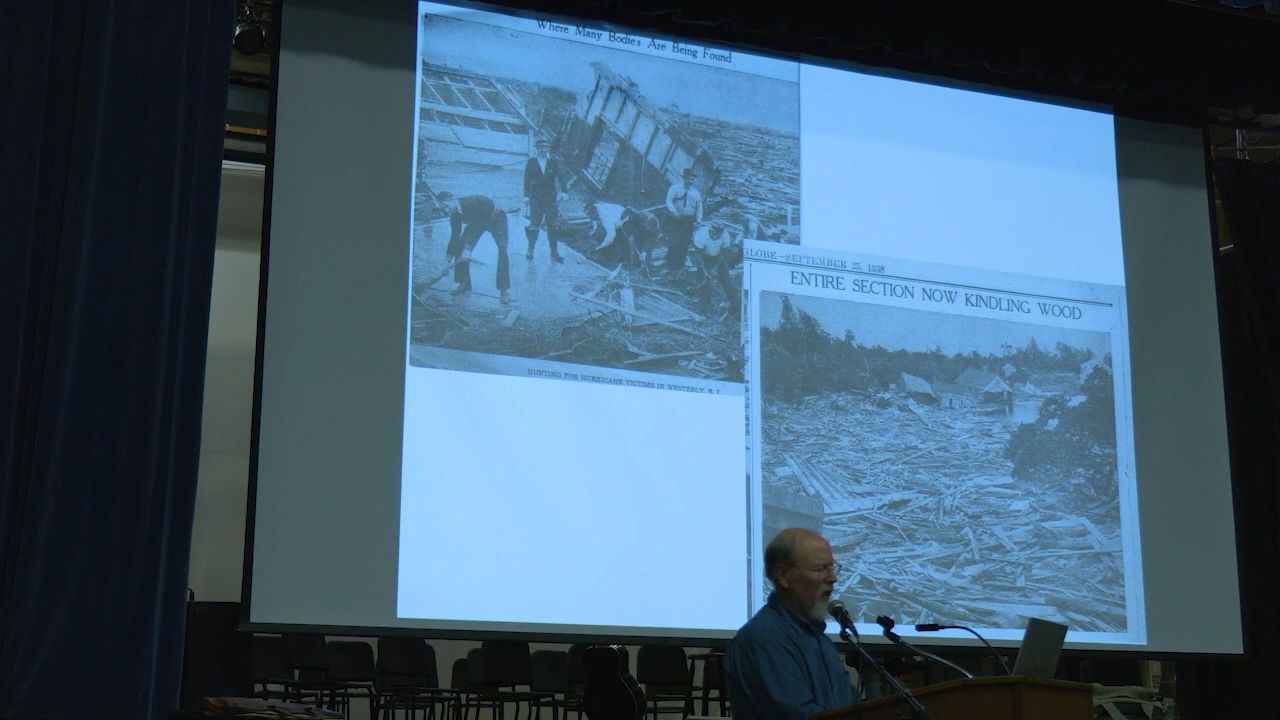 Where Many Bodies Are Being Found
HUNTING FOR HURRICANE VICTIMS IN WESTERLY, R. I.
GLOBE—SEPTEMBER 25, 1938
ENTIRE SECTION NOW KINDLING WOOD